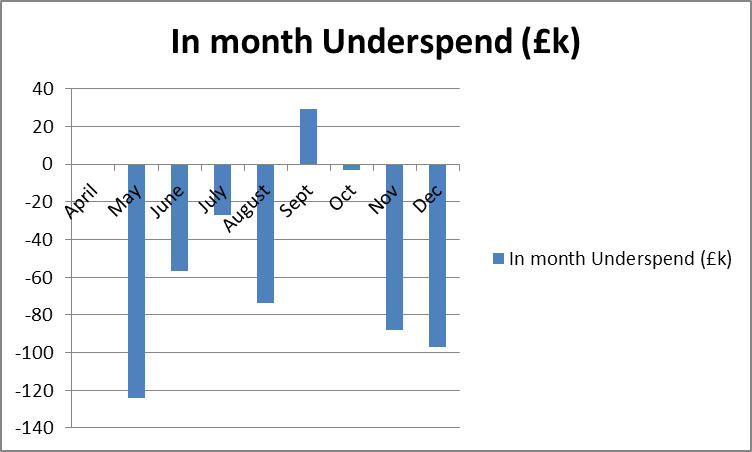 In month Underspend (£k)
40
20
0
-20
-40
-60
-80
-100
-120
-140
April
May
June
July
August
Sept
Oct
Nov
Dec
In month Underspend (£k)